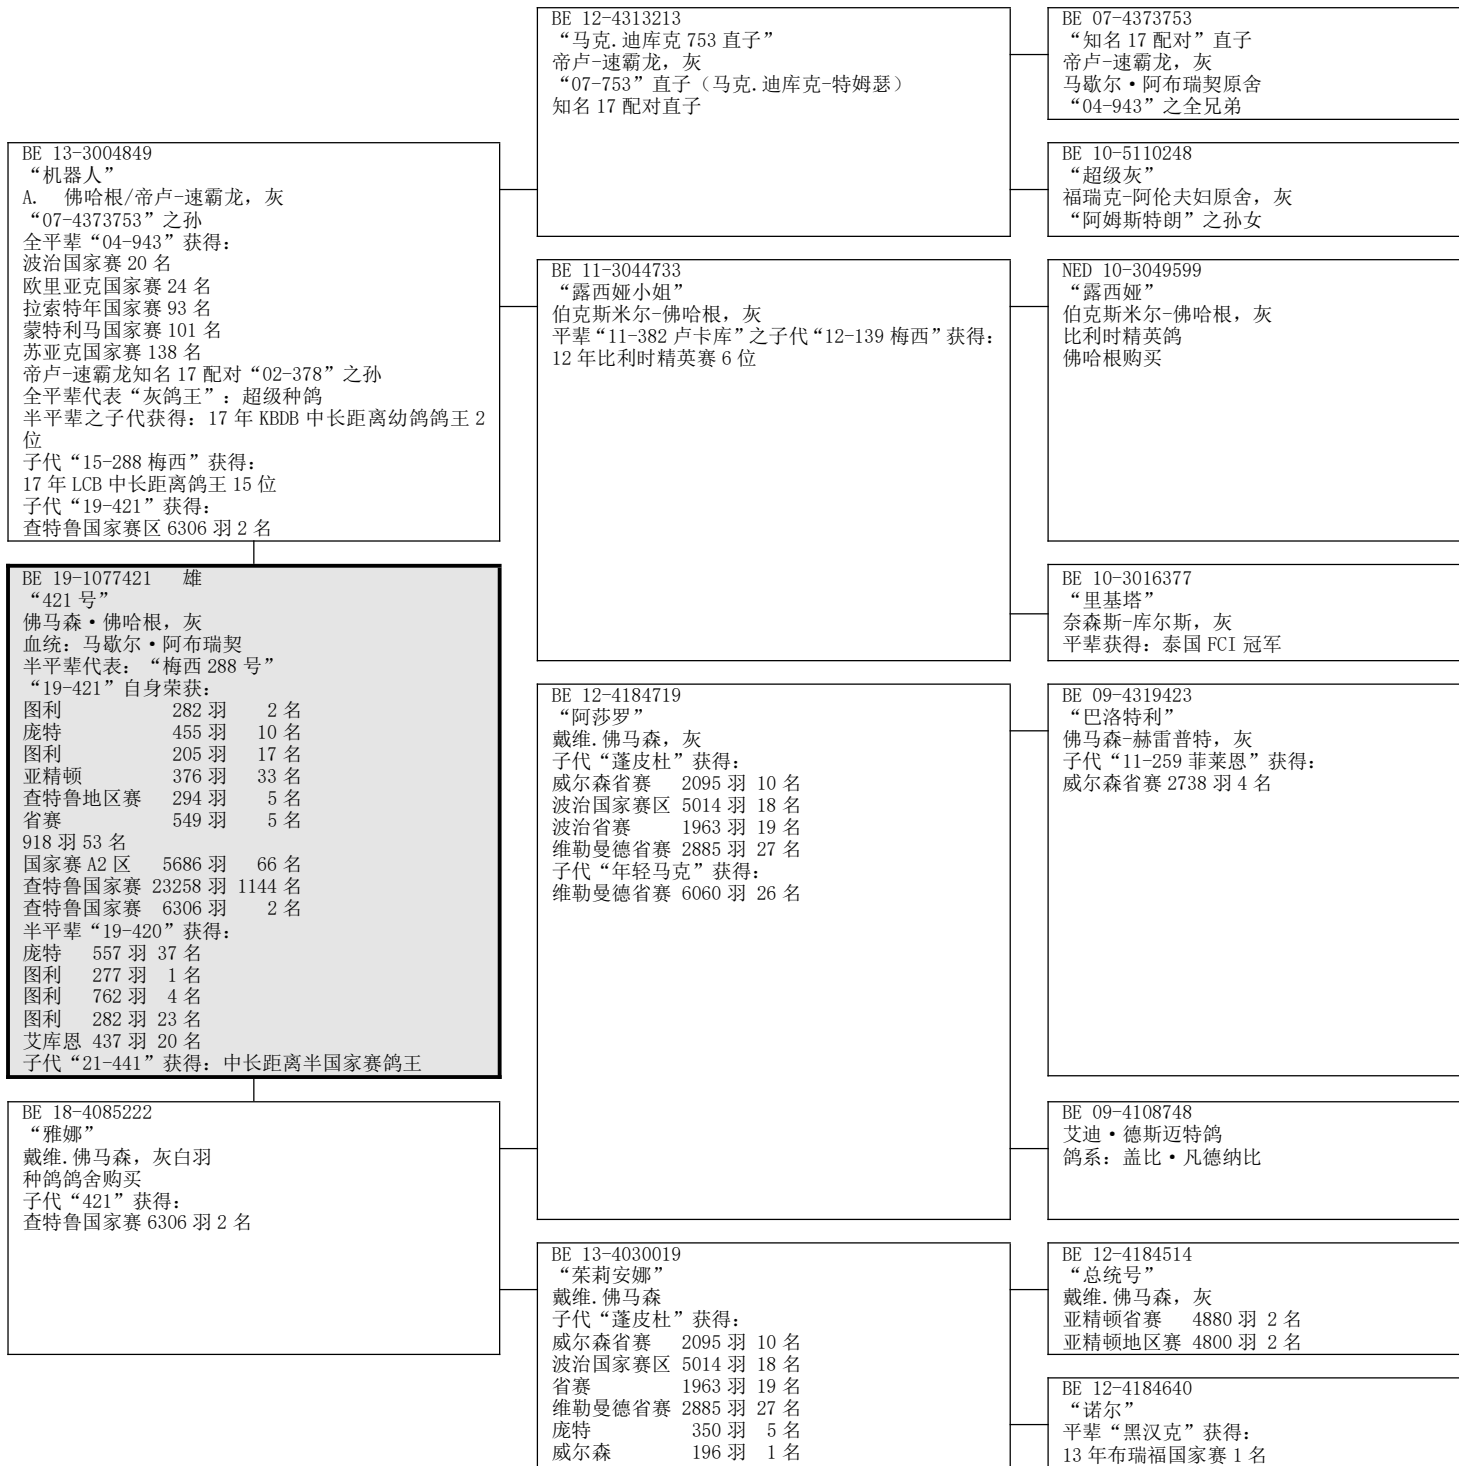 BE 13-3004849
“机器人”
A. 佛哈根/帝卢-速霸龙，灰
“07-4373753”之孙
全平辈“04-943”获得：
波治国家赛 20 名
欧里亚克国家赛 24 名
拉索特年国家赛 93 名
蒙特利马国家赛 101 名
苏亚克国家赛 138 名
帝卢-速霸龙知名 17 配对“02-378”之孙
全平辈代表“灰鸽王”：超级种鸽
半平辈之子代获得：17 年 KBDB 中长距离幼鸽鸽王 2
位
子代“15-288 梅西”获得：
17 年 LCB 中长距离鸽王 15 位
子代“19-421”获得：
查特鲁国家赛区 6306 羽 2 名
BE 19-1077421 雄
“421 号”
佛马森•佛哈根，灰
血统：马歇尔•阿布瑞契
半平辈代表：“梅西 288 号”
“19-421”自身荣获：
图利 282 羽 2 名
庞特 455 羽 10 名
图利 205 羽 17 名
亚精顿 376 羽 33 名
查特鲁地区赛 294 羽 5 名
省赛 549 羽 5 名
918 羽 53 名
国家赛 A2 区 5686 羽 66 名
查特鲁国家赛 23258 羽 1144 名
查特鲁国家赛 6306 羽 2 名
半平辈“19-420”获得：
庞特 557 羽 37 名
图利 277 羽 1 名
图利 762 羽 4 名
图利 282 羽 23 名
艾库恩 437 羽 20 名
子代“21-441”获得：中长距离半国家赛鸽王
BE 18-4085222
“雅娜”
戴维.佛马森，灰白羽
种鸽鸽舍购买
子代“421”获得：
查特鲁国家赛 6306 羽 2 名
BE 12-4313213
“马克.迪库克 753 直子”
帝卢-速霸龙，灰
“07-753”直子（马克.迪库克-特姆瑟）
知名 17 配对直子
BE 11-3044733
“露西娅小姐”
伯克斯米尔-佛哈根，灰
平辈“11-382 卢卡库”之子代“12-139 梅西”获得：
12 年比利时精英赛 6 位
BE 12-4184719
“阿莎罗”
戴维.佛马森，灰
子代“蓬皮杜”获得：
威尔森省赛 2095 羽 10 名
波治国家赛区 5014 羽 18 名
波治省赛 1963 羽 19 名
维勒曼德省赛 2885 羽 27 名
子代“年轻马克”获得：
维勒曼德省赛 6060 羽 26 名
BE 13-4030019
“茱莉安娜”
戴维.佛马森
子代“蓬皮杜”获得：
威尔森省赛 2095 羽 10 名
波治国家赛区 5014 羽 18 名
省赛 1963 羽 19 名
维勒曼德省赛 2885 羽 27 名
庞特 350 羽 5 名
威尔森 196 羽 1 名
BE 07-4373753
“知名 17 配对”直子
帝卢-速霸龙，灰
马歇尔•阿布瑞契原舍
“04-943”之全兄弟
BE 10-5110248
“超级灰”
福瑞克-阿伦夫妇原舍，灰
“阿姆斯特朗”之孙女
NED 10-3049599
“露西娅”
伯克斯米尔-佛哈根，灰
比利时精英鸽
佛哈根购买
BE 10-3016377
“里基塔”
奈森斯-库尔斯，灰
平辈获得：泰国 FCI 冠军
BE 09-4319423
“巴洛特利”
佛马森-赫雷普特，灰
子代“11-259 菲莱恩”获得：
威尔森省赛 2738 羽 4 名
BE 09-4108748
艾迪•德斯迈特鸽
鸽系：盖比•凡德纳比
BE 12-4184514
“总统号”
戴维.佛马森，灰
亚精顿省赛 4880 羽 2 名
亚精顿地区赛 4800 羽 2 名
BE 12-4184640
“诺尔”
平辈“黑汉克”获得：
13 年布瑞福国家赛 1 名